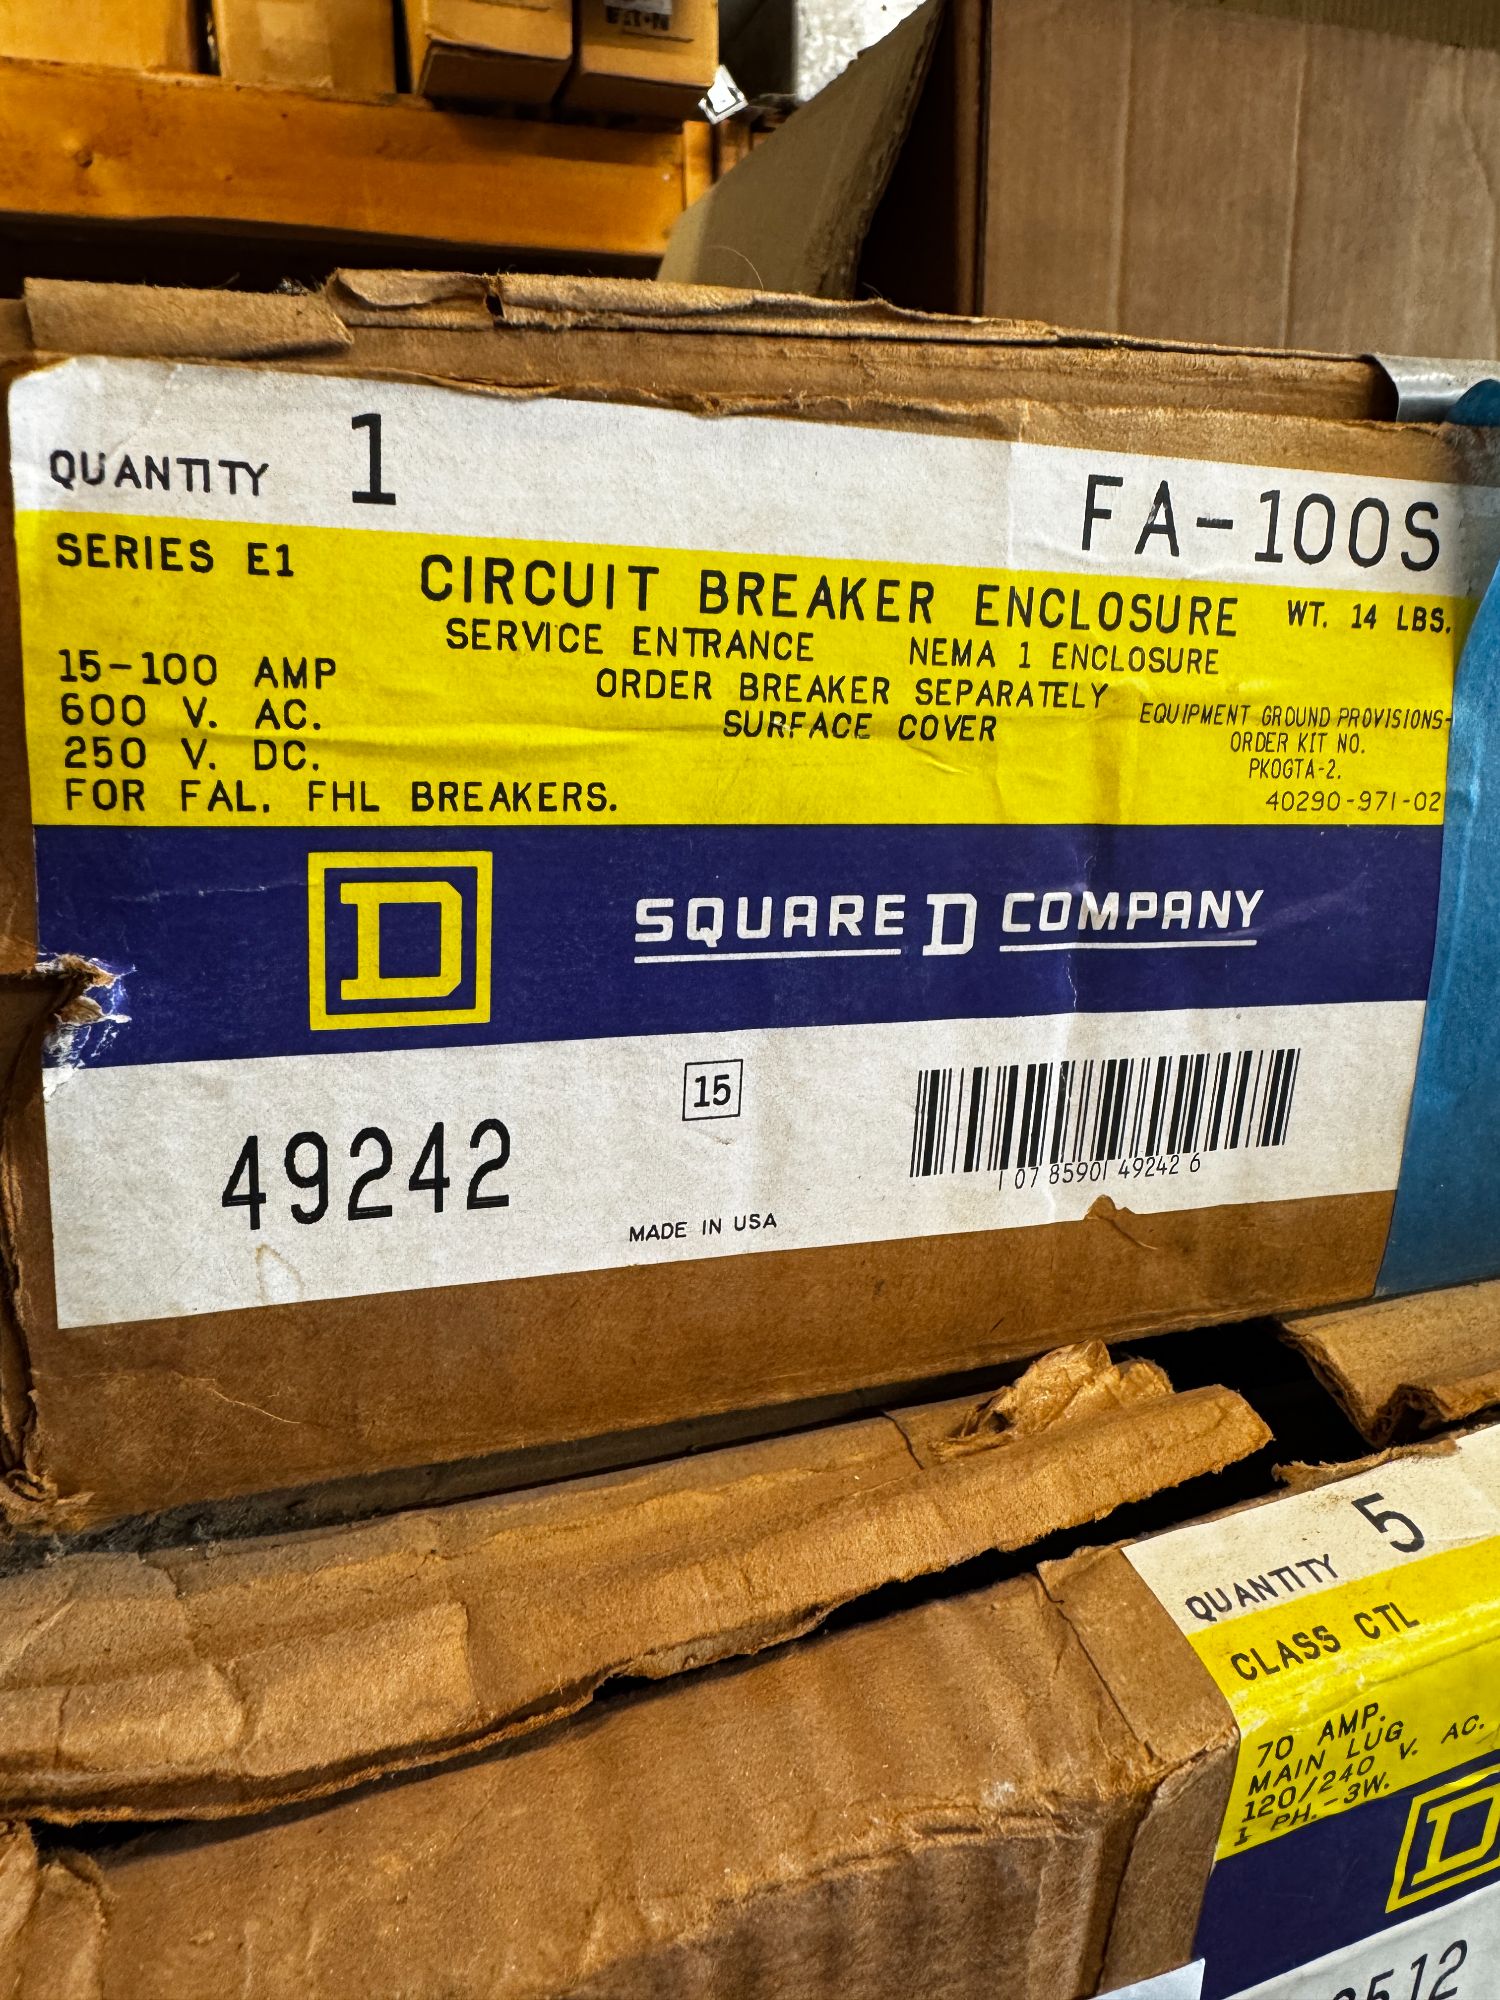 EATON
QUANTITY 1
FA-100S
SERIES E1
CIRCUIT BREAKER ENCLOSURE WT. 14 LBS.
SERVICE ENTRANCE NEMA 1 ENCLOSURE
15-100 AMP
ORDER BREAKER SEPARATELY
600 V. AC.
SURFACE COVER
EQUIPMENT GROUND PROVISIONS-
ORDER KIT NO.
250 V. DC.
PK0GTA-2.
FOR FAL, FHL BREAKERS.
40290-971-02
D
SQUARE D COMPANY
15
49242
1 07 85901 49242 6
MADE IN USA
QUANTITY 5
CLASS CTL
70 AMP.
MAIN LUG
120/240 V. AC.
1 PH.-3W.
D